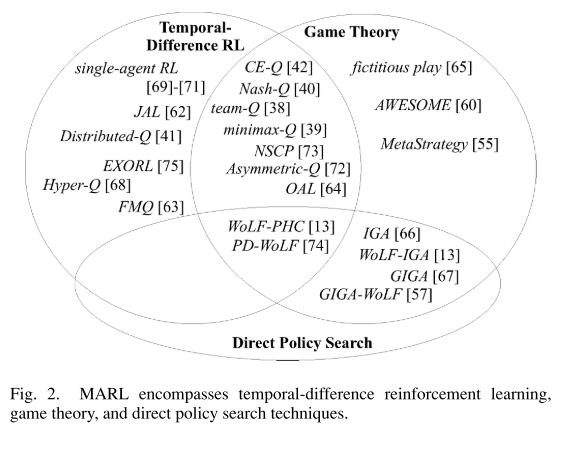 Temporal-
Difference RL
Game Theory
single-agent RL
[69]-[71]
JAL [62]
Distributed-Q [41]
EXORL [75]
Hyper-Q [68]
FMQ [63]
CE-Q [42]
Nash-Q [40]
team-Q [38]
minimax-Q [39]
NSCP [73]
Asymmetric-Q [72]
OAL [64]
fictitious play [65]
AWESOME [60]
MetaStrategy [55]
WoLF-PHC [13]
PD-WoLF [74]
IGA [66]
WoLF-IGA [13]
GIGA [67]
GIGA-WoLF [57]
Direct Policy Search
Fig. 2. MARL encompasses temporal-difference reinforcement learning,
game theory, and direct policy search techniques.